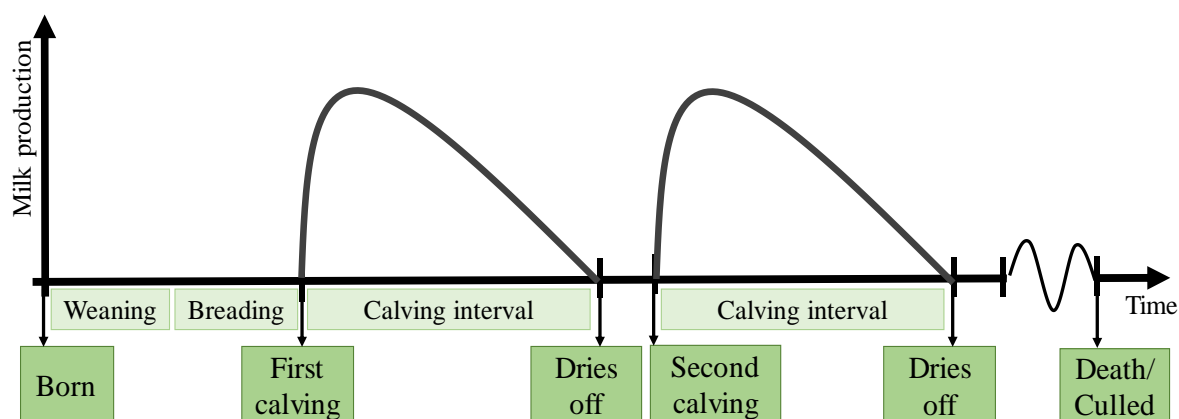 Milk production
Weaning
Breading
Calving interval
Calving interval
Time
Born
First
calving
Dries
off
Second
calving
Dries
off
Death/
Culled